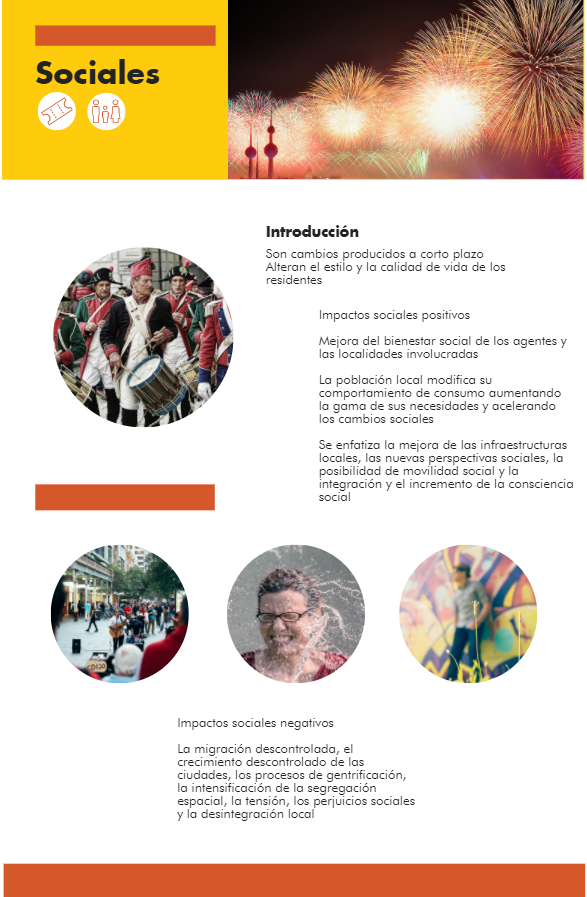 Sociales
Introducción
Son cambios producidos a corto plazo
Alteran el estilo y la calidad de vida de los
residentes
Impactos sociales positivos
Mejora del bienestar social de los agentes y
las localidades involucradas
La población local modifica su
comportamiento de consumo aumentando
la gama de sus necesidades y acelerando
los cambios sociales
Se enfatiza la mejora de las infraestructuras
locales, las nuevas perspectivas sociales, la
posibilidad de movilidad social y la
integración y el incremento de la consciencia
social
Impactos sociales negativos
La migración descontrolada, el
crecimiento descontrolado de las
ciudades, los procesos de gentrificación,
la intensificación de la segregación
espacial, la tensión, los perjuicios sociales
y la desintegración local